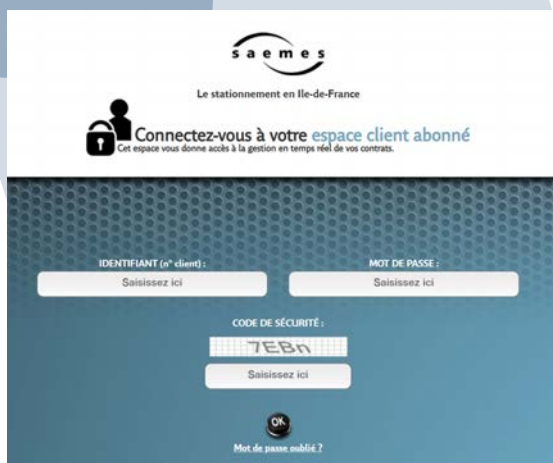 saemes
Le stationnement en Ile-de-France
Connectez-vous à votre espace client abonné
Cet espace vous donne accès à la gestion en temps réel de vos contrats.
IDENTIFIANT (n° client) :
MOT DE PASSE :
Saisissez ici
Saisissez ici
CODE DE SÉCURITÉ :
7EBn
Saisissez ici
OK
Mot de passe oublié ?